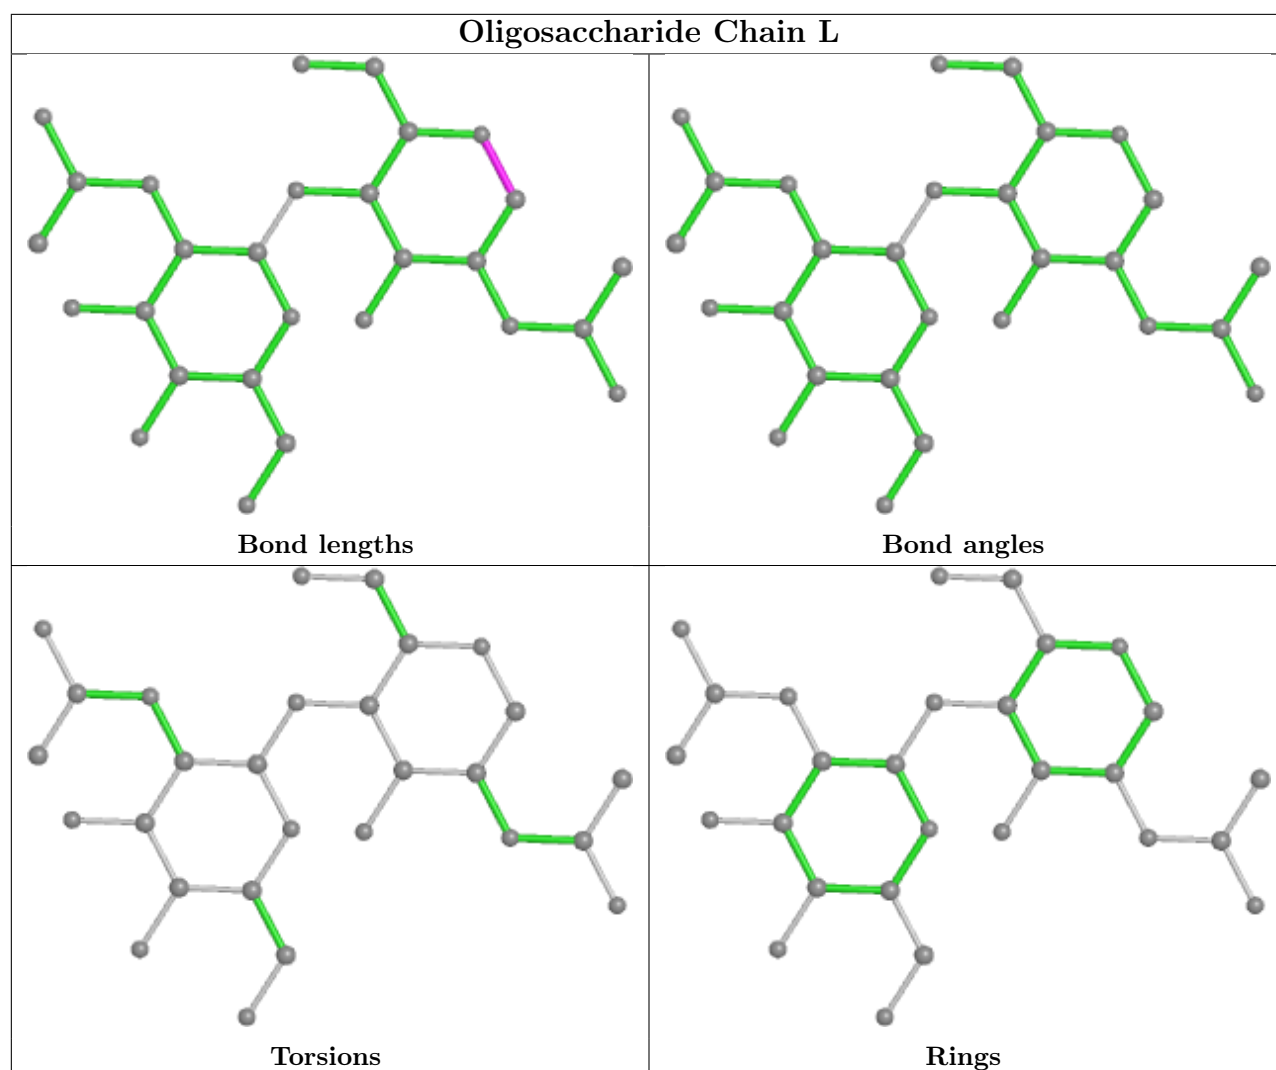 Oligosaccharide Chain L
Bond lengths
Bond angles
Torsions
Rings